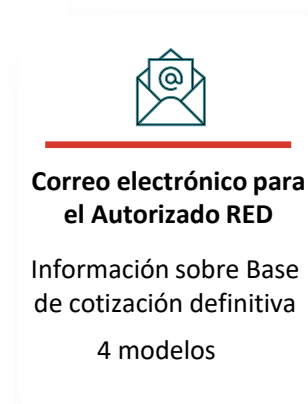 @
Correo electrónico para
el Autorizado RED
Información sobre Base
de cotización definitiva
4 modelos